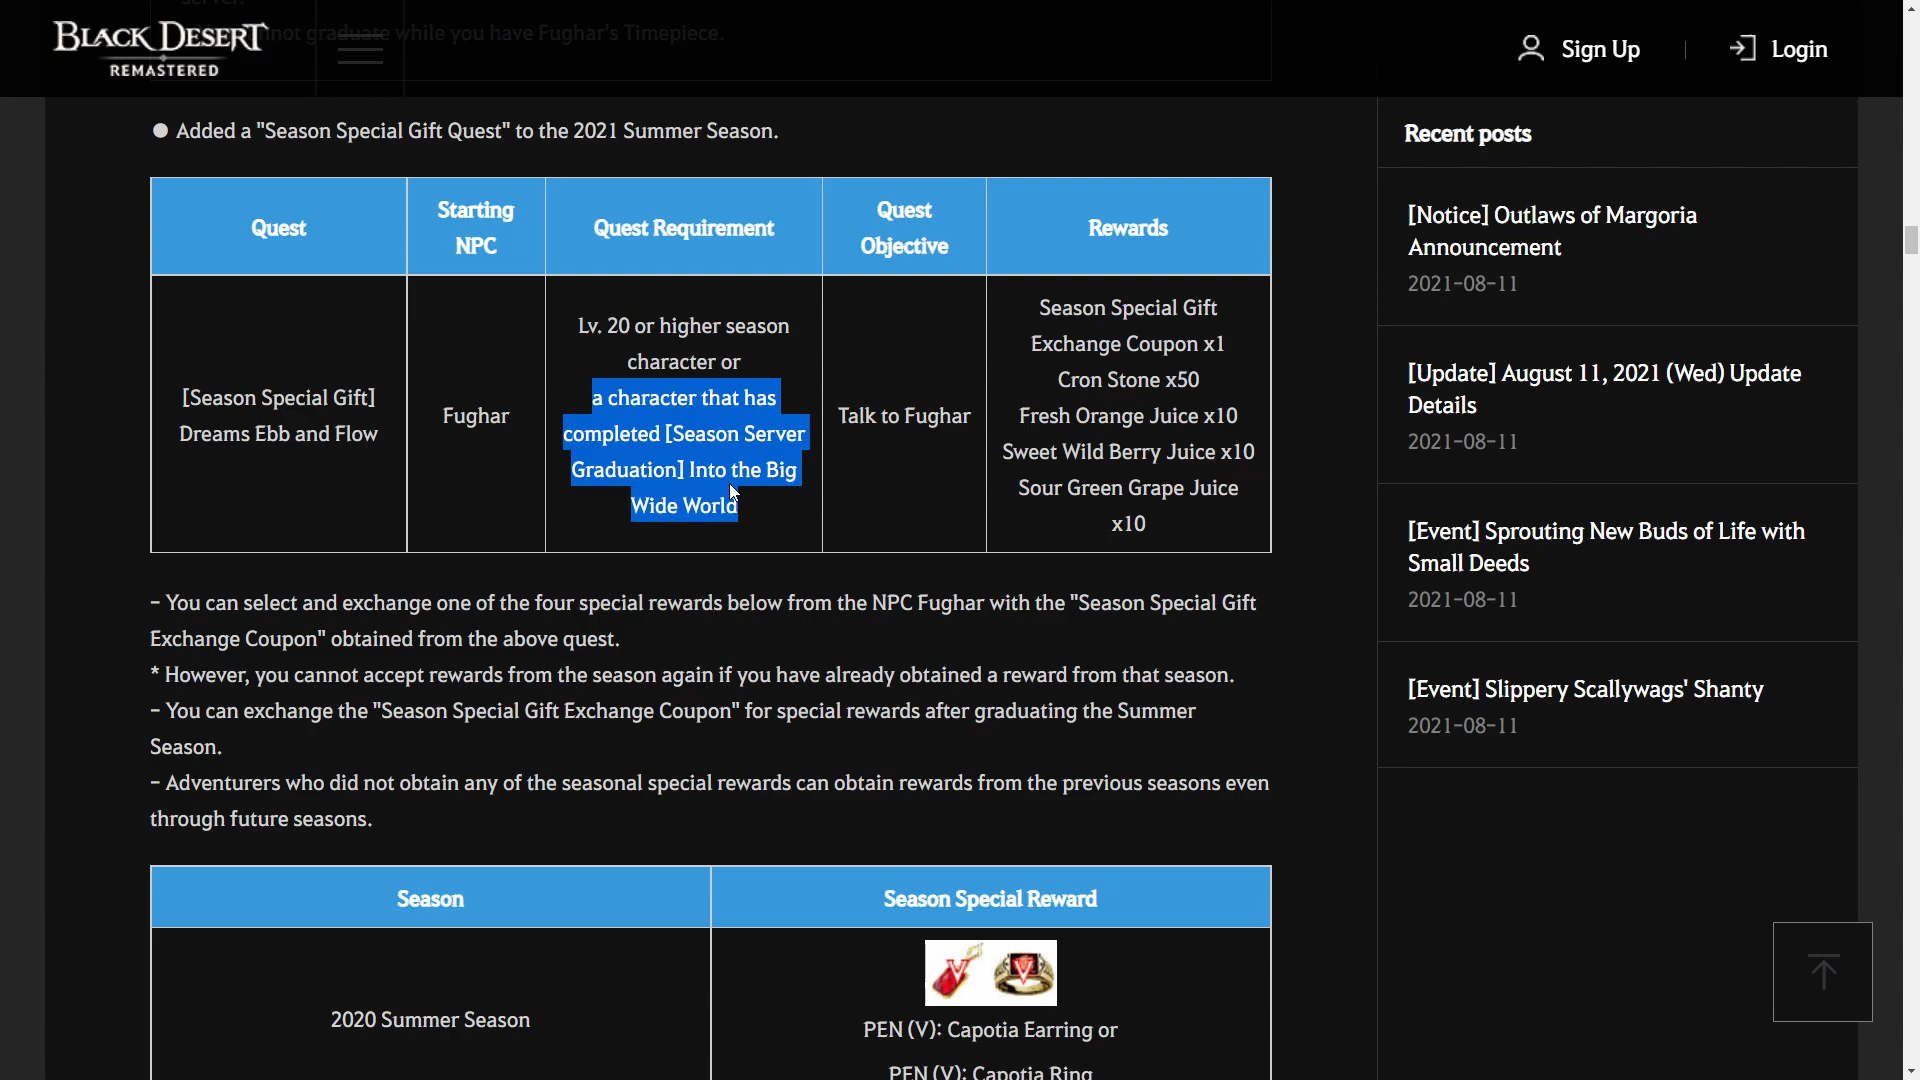 server.
not graduate while you have Fughar's Timepiece.
BLACK DESERT
REMASTERED
Sign Up
Login
● Added a "Season Special Gift Quest" to the 2021 Summer Season.
Quest
Starting
NPC
Quest Requirement
Quest
Objective
Rewards
[Season Special Gift]
Dreams Ebb and Flow
Fughar
Lv. 20 or higher season
character or
a character that has
completed [Season Server
Graduation] Into the Big
Wide World
Talk to Fughar
Season Special Gift
Exchange Coupon x1
Cron Stone x50
Fresh Orange Juice x10
Sweet Wild Berry Juice x10
Sour Green Grape Juice
x10
- You can select and exchange one of the four special rewards below from the NPC Fughar with the "Season Special Gift
Exchange Coupon" obtained from the above quest.
* However, you cannot accept rewards from the season again if you have already obtained a reward from that season.
- You can exchange the "Season Special Gift Exchange Coupon" for special rewards after graduating the Summer
Season.
- Adventurers who did not obtain any of the seasonal special rewards can obtain rewards from the previous seasons even
through future seasons.
Season
Season Special Reward
2020 Summer Season
V V
PEN (V): Capotia Earring or
PEN (V): Capotia Ring
Recent posts
[Notice] Outlaws of Margoria
Announcement
2021-08-11
[Update] August 11, 2021 (Wed) Update
Details
2021-08-11
[Event] Sprouting New Buds of Life with
Small Deeds
2021-08-11
[Event] Slippery Scallywags' Shanty
2021-08-11